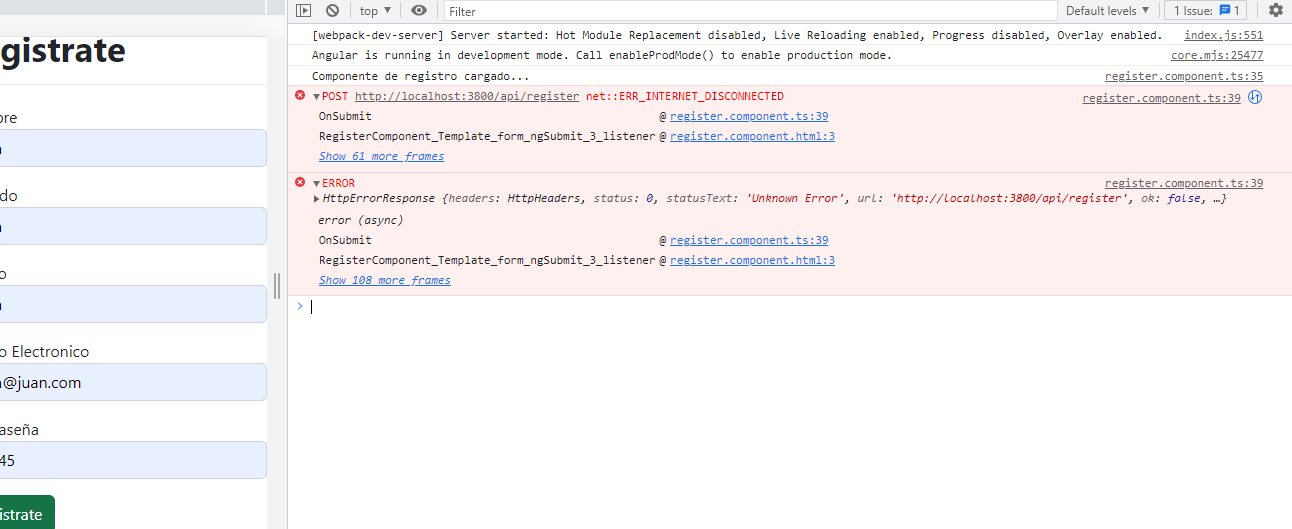 top ▼
Filter
Default levels ▼
1 Issue: 1
gistrate
[webpack-dev-server] Server started: Hot Module Replacement disabled, Live Reloading enabled, Progress disabled, Overlay enabled. index.js:551
Angular is running in development mode. Call enableProdMode() to enable production mode. core.mjs:25477
Componente de registro cargado... register.component.ts:35
▼POST http://localhost:3800/api/register net::ERR_INTERNET_DISCONNECTED register.component.ts:39
OnSubmit @ register.component.ts:39
RegisterComponent_Template_form_ngSubmit_3_listener @ register.component.html:3
Show 61 more frames
▼ERROR register.component.ts:39
▶HttpErrorResponse {headers: HttpHeaders, status: 0, statusText: 'Unknown Error', url: 'http://localhost:3800/api/register', ok: false, …}
error (async)
OnSubmit @ register.component.ts:39
RegisterComponent_Template_form_ngSubmit_3_listener @ register.component.html:3
Show 108 more frames
>
bre
do
o
o Electronico
@juan.com
aseña
45
istrate